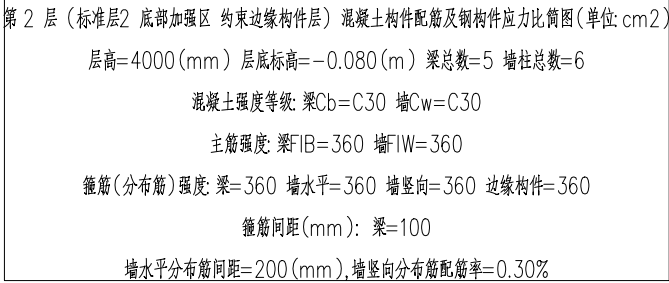 第 2 层 (标准层2 底部加强区 约束边缘构件层) 混凝土构件配筋及钢构件应力比简图(单位:cm2)
层高=4000(mm) 层底标高=-0.080(m) 梁总数=5 墙柱总数=6
混凝土强度等级: 梁Cb=C30 墙Cw=C30
主筋强度: 梁FIB=360 墙FIW=360
箍筋(分布筋)强度: 梁=360 墙水平=360 墙竖向=360 边缘构件=360
箍筋间距(mm): 梁=100
墙水平分布筋间距=200(mm),墙竖向分布筋配筋率=0.30%